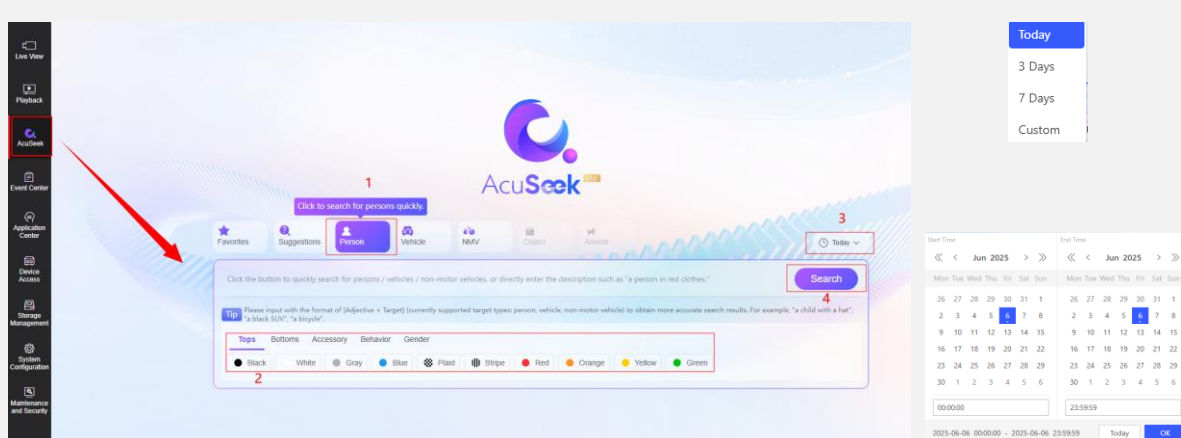 Live View
Playback
AcuSeek
Event Center
Application
Center
Device
Access
Storage
Management
System
Configuration
Maintenance
and Security
AcuSeek
1
Click to search for persons quickly.
3
Favorites Suggestions Person Vehicle NMV Object Animal
Today
Click the button to quickly search for persons / vehicles / non-motor vehicles, or directly enter the description such as "a person in red clothes."
Search
4
Tip Please input with the format of [Adjective + Target] (currently supported target types: person, vehicle, non-motor vehicle) to obtain more accurate search results. For example, "a child with a hat",
"a black SUV", "a bicycle".
Tops Bottoms Accessory Behavior Gender
Black White Gray Blue Plaid Stripe Red Orange Yellow Green
2
Today
3 Days
7 Days
Custom
Start Time End Time
Jun 2025 Jun 2025
Mon Tue Wed Thu Fri Sat Sun Mon Tue Wed Thu Fri Sat Sun
26 27 28 29 30 31 1 26 27 28 29 30 31 1
2 3 4 5 6 7 8 2 3 4 5 6 7 8
9 10 11 12 13 14 15 9 10 11 12 13 14 15
16 17 18 19 20 21 22 16 17 18 19 20 21 22
23 24 25 26 27 28 29 23 24 25 26 27 28 29
30 1 2 3 4 5 6 30 1 2 3 4 5 6
00:00:00 23:59:59
2025-06-06 00:00:00 - 2025-06-06 23:59:59 Today OK